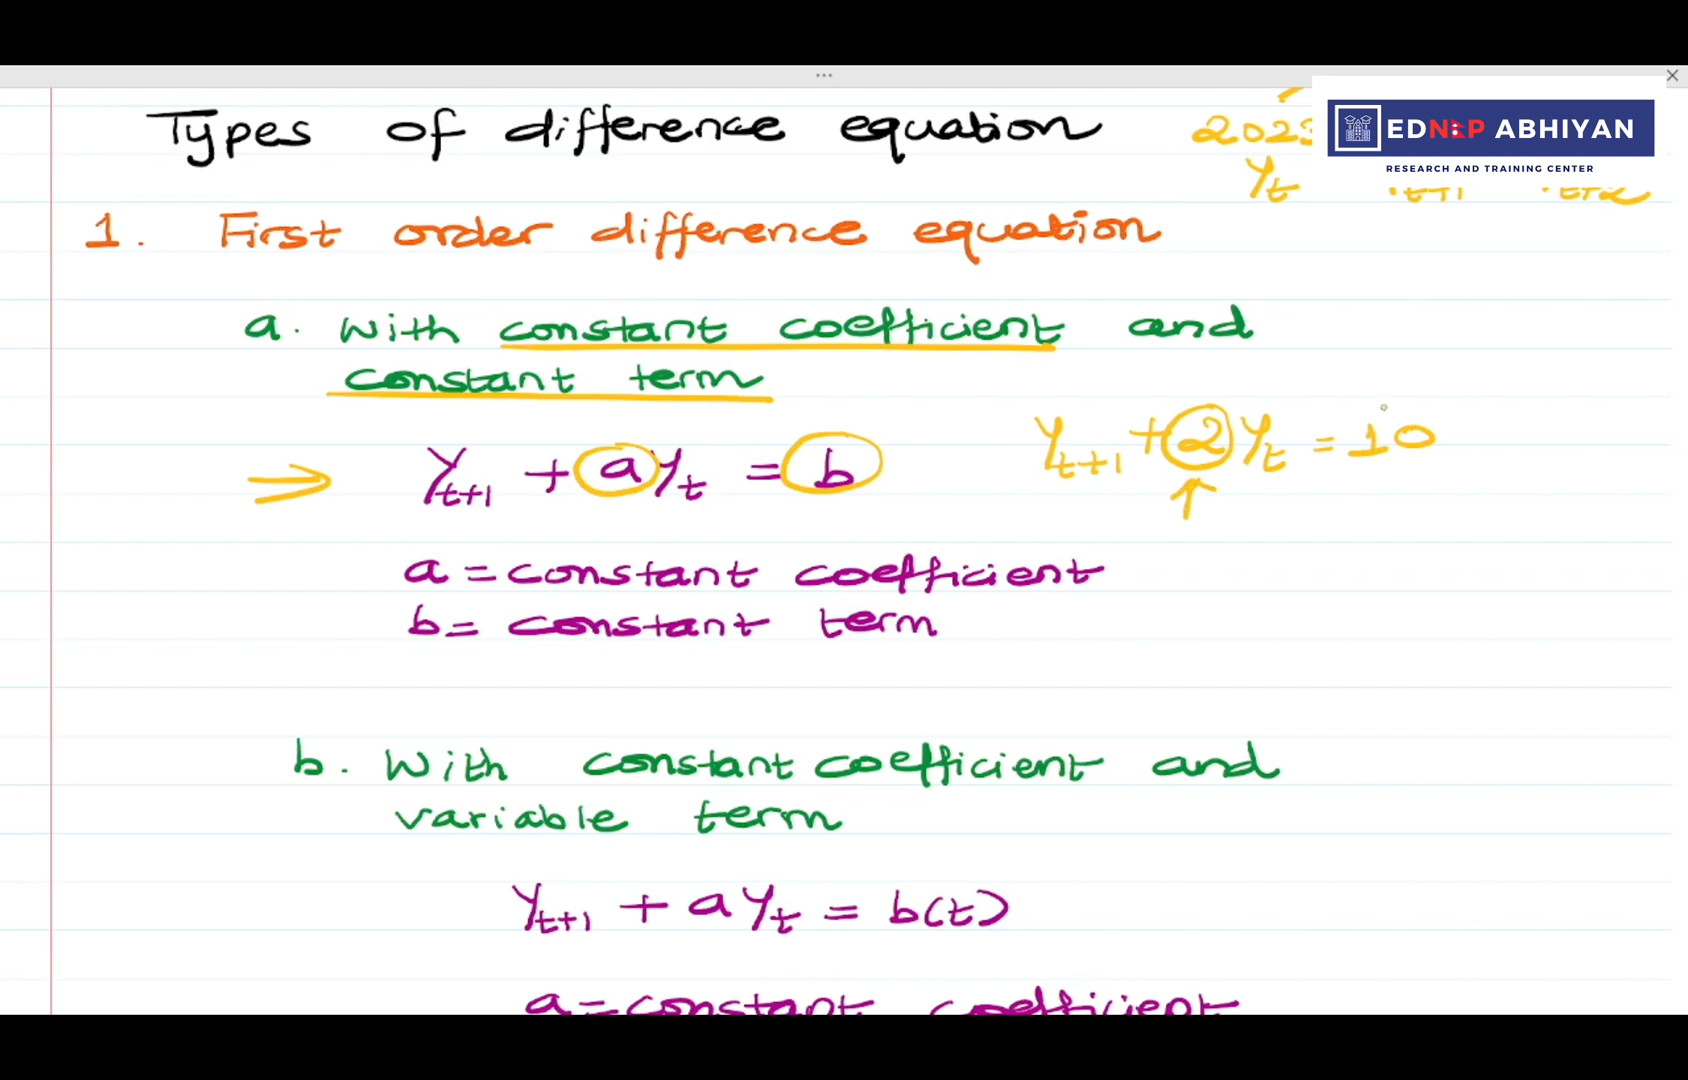 Types of difference equation
2023
Yt
EDNEP ABHIYAN
RESEARCH AND TRAINING CENTER
1. First order difference equation
a. with constant coefficient and
constant term
⇒ Yt+1 + aYt = b
Yt+1 + 2Yt = 10
↑
a = constant coefficient
b = constant term
b. With constant coefficient and
variable term
Yt+1 + aYt = b(t)
a = constant coefficient